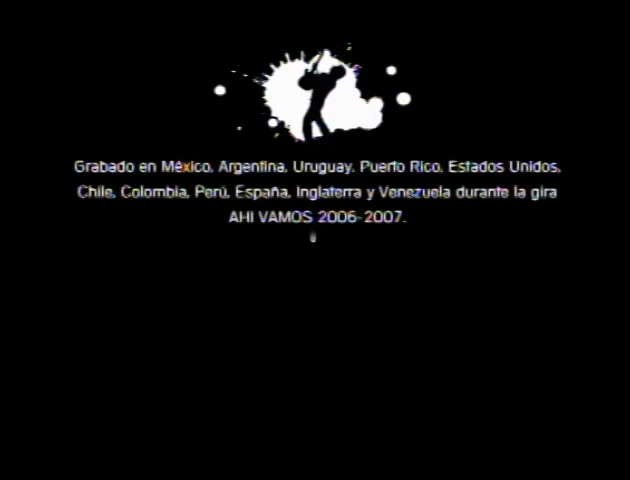 Grabado en México, Argentina, Uruguay, Puerto Rico, Estados Unidos,
Chile, Colombia, Perú, España, Inglaterra y Venezuela durante la gira
AHI VAMOS 2006-2007.